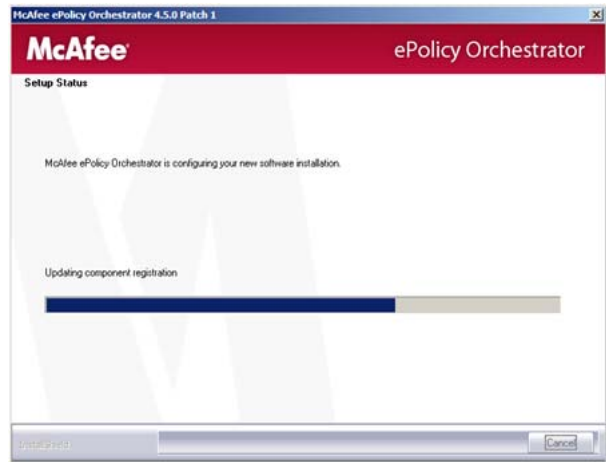 McAfee ePolicy Orchestrator 4.5.0 Patch 1
McAfee ePolicy Orchestrator
Setup Status
McAfee ePolicy Orchestrator is configuring your new software installation.
Updating component registration
InstallShield
Cancel